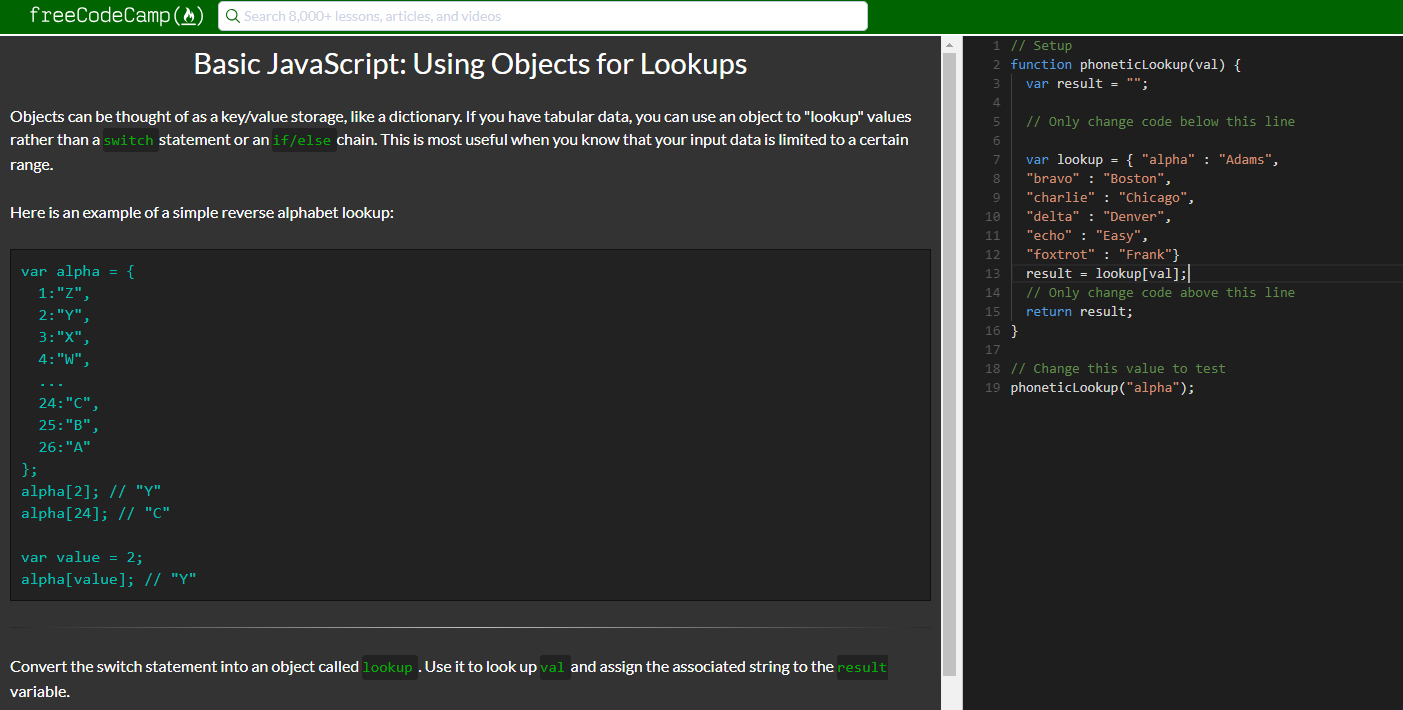 freeCodeCamp(🔥)
Search 8,000+ lessons, articles, and videos
Basic JavaScript: Using Objects for Lookups
Objects can be thought of as a key/value storage, like a dictionary. If you have tabular data, you can use an object to "lookup" values
rather than a switch statement or an if/else chain. This is most useful when you know that your input data is limited to a certain
range.
Here is an example of a simple reverse alphabet lookup:
var alpha = {
  1:"Z",
  2:"Y",
  3:"X",
  4:"W",
  ...
  24:"C",
  25:"B",
  26:"A"
};
alpha[2]; // "Y"
alpha[24]; // "C"
var value = 2;
alpha[value]; // "Y"
Convert the switch statement into an object called lookup . Use it to look up val and assign the associated string to the result
variable.
1 // Setup
2 function phoneticLookup(val) {
3   var result = "";
4
5   // Only change code below this line
6
7   var lookup = { "alpha" : "Adams",
8   "bravo" : "Boston",
9   "charlie" : "Chicago",
10   "delta" : "Denver",
11   "echo" : "Easy",
12   "foxtrot" : "Frank"}
13   result = lookup[val];
14   // Only change code above this line
15   return result;
16 }
17
18 // Change this value to test
19 phoneticLookup("alpha");